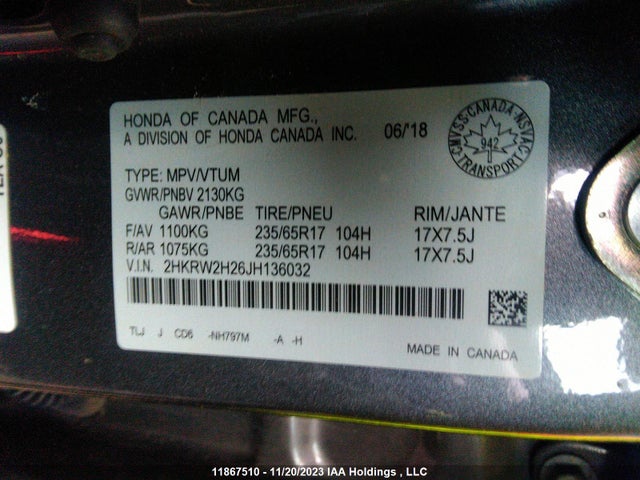 HONDA OF CANADA MFG.,
A DIVISION OF HONDA CANADA INC. 06/'18
CMVSS·CANADA·NSVAC
942
TRANSPORT
TYPE: MPV/VTUM
GVWR/PNBV 2130KG
GAWR/PNBE TIRE/PNEU RIM/JANTE
F/AV 1100KG 235/65R17 104H 17X7.5J
R/AR 1075KG 235/65R17 104H 17X7.5J
V.I.N. 2HKRW2H26JH136032
TLJ J CD6 -NH797M -A -H
MADE IN CANADA
11867510 - 11/20/2023 IAA Holdings , LLC